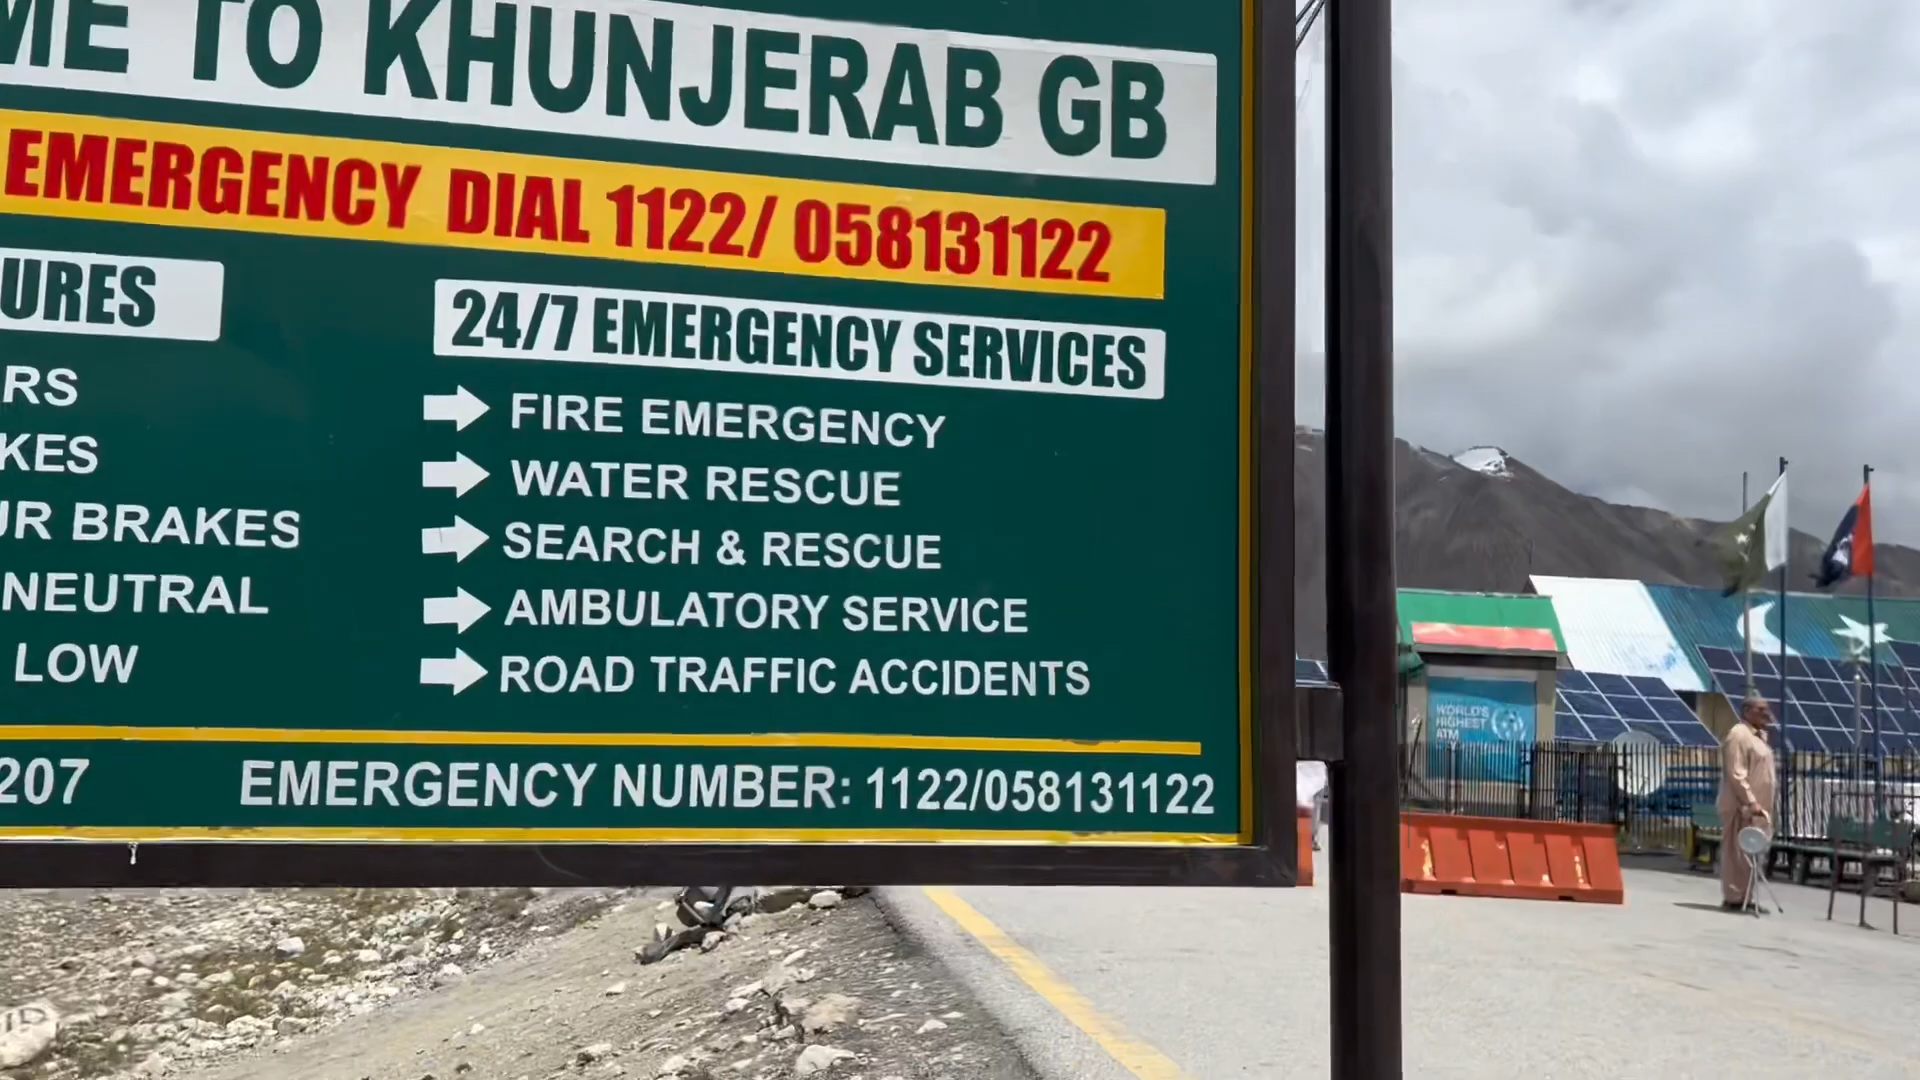 ME TO KHUNJERAB GB
EMERGENCY DIAL 1122/ 058131122
URES
RS
KES
UR BRAKES
NEUTRAL
LOW
24/7 EMERGENCY SERVICES
FIRE EMERGENCY
WATER RESCUE
SEARCH & RESCUE
AMBULATORY SERVICE
ROAD TRAFFIC ACCIDENTS
207
EMERGENCY NUMBER: 1122/058131122
WORLD'S
HIGHEST
ATM